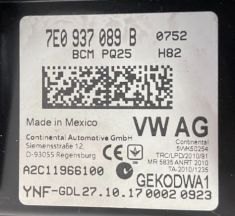 7E0 937 089 B 0752
BCM PQ25 H82
Made in Mexico
VW AG
Continental Automotive GmbH
Siemensstraße 12
D-93055 Regensburg
Continental
TRC/LPD/2010/91
MR 5835 ANRT 2010
TA-2010/1235
A2C11966100
GEKODWA1
YNF-GDL27.10.17 0002 0923